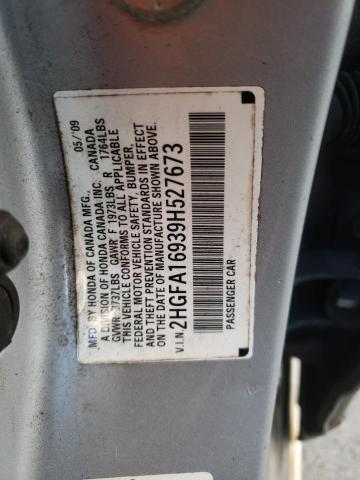 MFD BY HONDA OF CANADA MFG. 05/'09
A DIVISION OF HONDA CANADA INC. CANADA
GVWR 3737LBS GAWR F 1973LBS R 1764LBS
THIS VEHICLE CONFORMS TO ALL APPLICABLE
FEDERAL MOTOR VEHICLE SAFETY, BUMPER,
AND THEFT PREVENTION STANDARDS IN EFFECT
ON THE DATE OF MANUFACTURE SHOWN ABOVE.
V.I.N. 2HGFA16939H527673
PASSENGER CAR